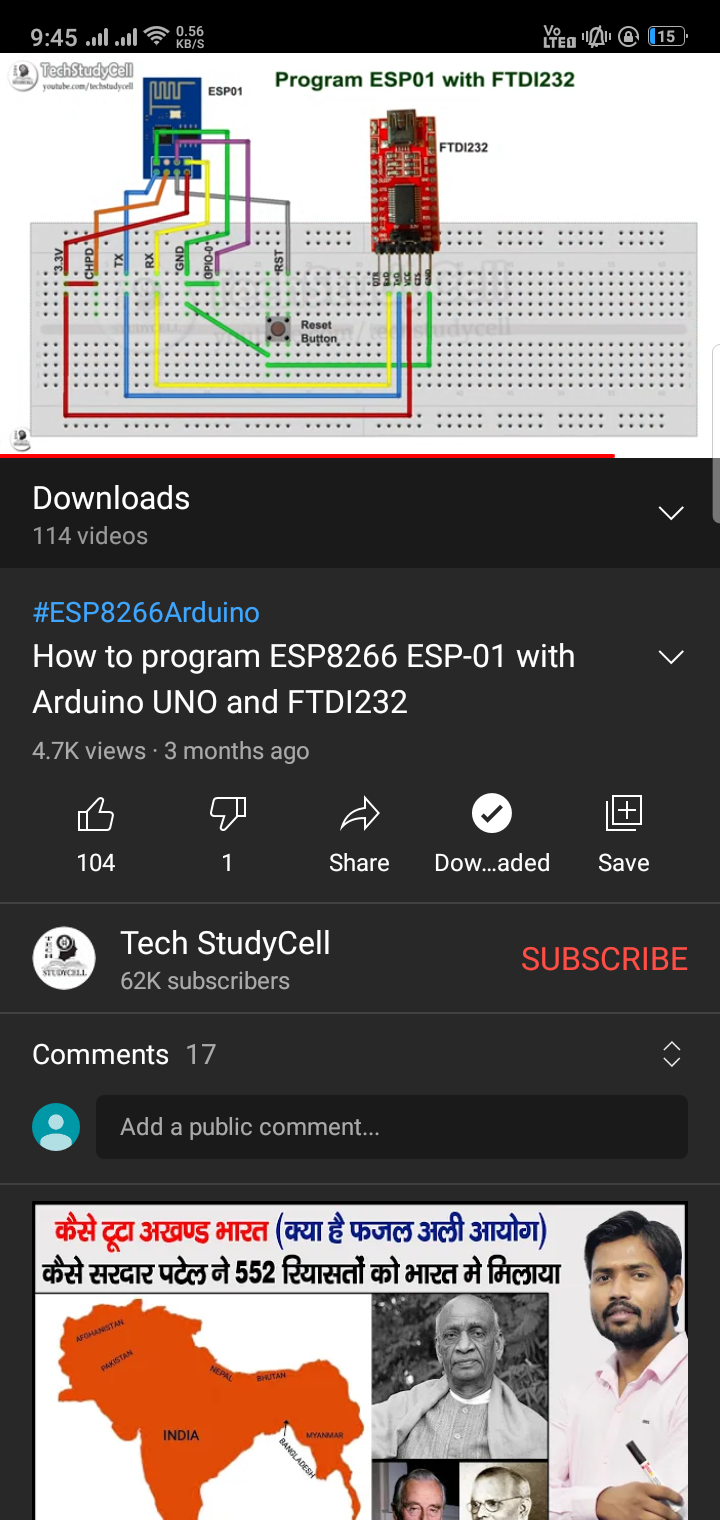 9:45
0.56
KB/S
Vo
LTE
15
TechStudyCell
youtube.com/techstudycell
Program ESP01 with FTDI232
ESP01
FTDI232
3.3V
CHPD
TX
RX
GND
GPIO-0
RST
DTR
RxD
TxD
VCC
CTS
GND
Reset
Button
Downloads
114 videos
#ESP8266Arduino
How to program ESP8266 ESP-01 with
Arduino UNO and FTDI232
4.7K views · 3 months ago
104
1
Share
Dow...aded
Save
TECH
STUDYCELL
Tech StudyCell
62K subscribers
SUBSCRIBE
Comments 17
Add a public comment...
कैसे टूटा अखण्ड भारत (क्या है फजल अली आयोग)
कैसे सरदार पटेल ने 552 रियासतों को भारत मे मिलाया
AFGHANISTAN
PAKISTAN
NEPAL
BHUTAN
INDIA
MYANMAR
BANGLADESH